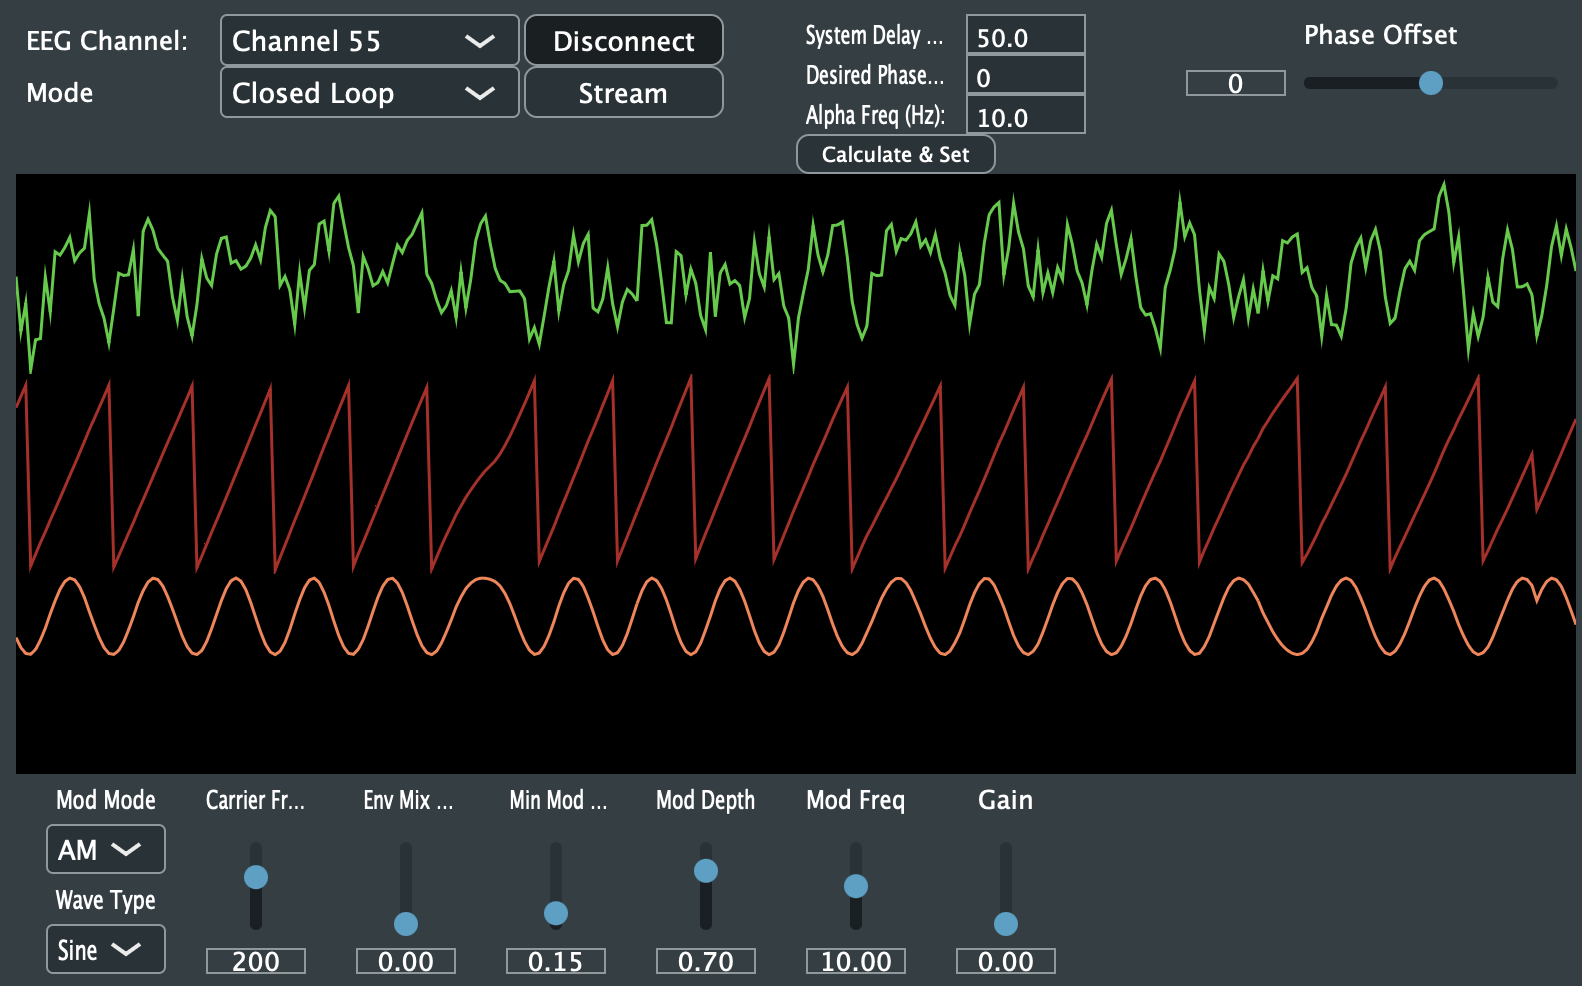 EEG Channel: Channel 55 Disconnect
Mode Closed Loop Stream
System Delay ... 50.0
Desired Phase... 0
Alpha Freq (Hz): 10.0
Calculate & Set
Phase Offset
0
Mod Mode
AM
Wave Type
Sine
Carrier Fr... Env Mix ... Min Mod ... Mod Depth Mod Freq Gain
200 0.00 0.15 0.70 10.00 0.00